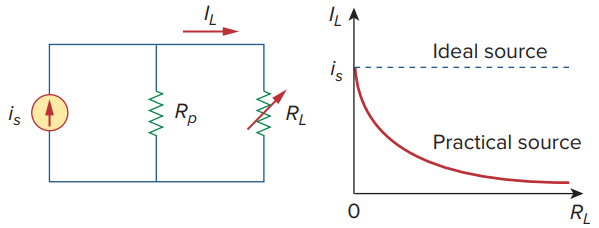 I_L
i_s
R_p
R_L
I_L
i_s
Ideal source
Practical source
0
R_L